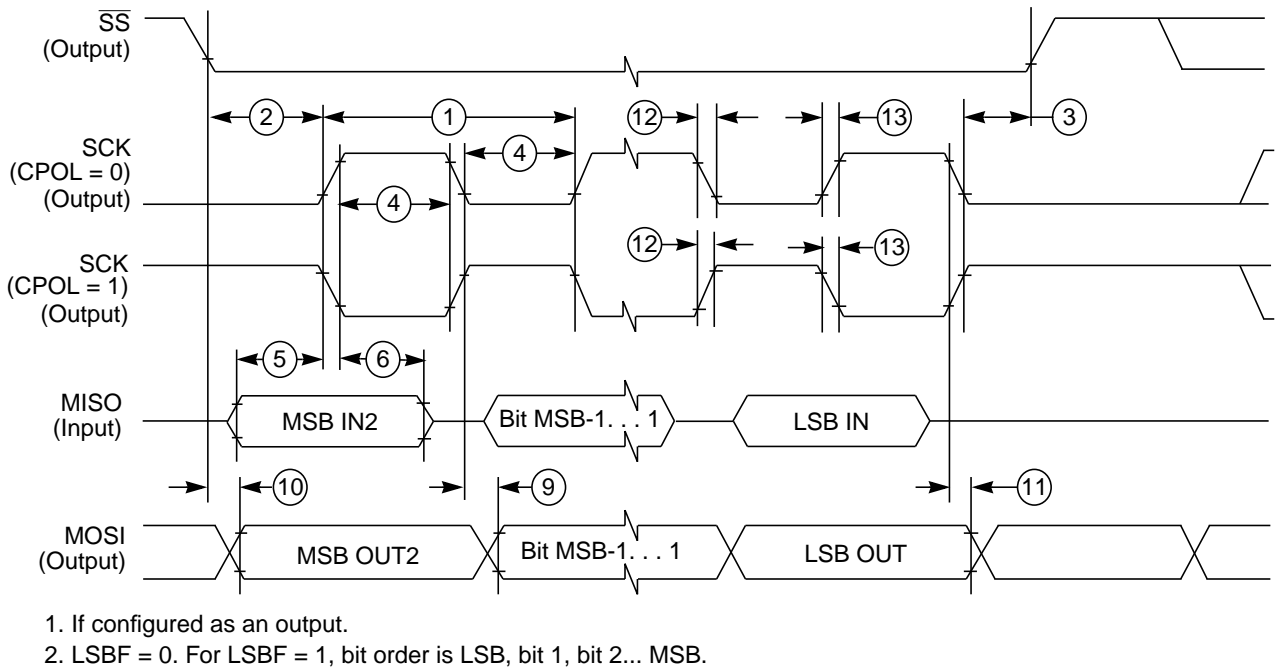 SS
(Output)
2
1
12
13
3
SCK
(CPOL = 0)
(Output)
4
4
12
13
SCK
(CPOL = 1)
(Output)
5
6
MISO
(Input)
MSB IN2
Bit MSB-1. . . 1
LSB IN
10
9
11
MOSI
(Output)
MSB OUT2
Bit MSB-1. . . 1
LSB OUT
1. If configured as an output.
2. LSBF = 0. For LSBF = 1, bit order is LSB, bit 1, bit 2... MSB.